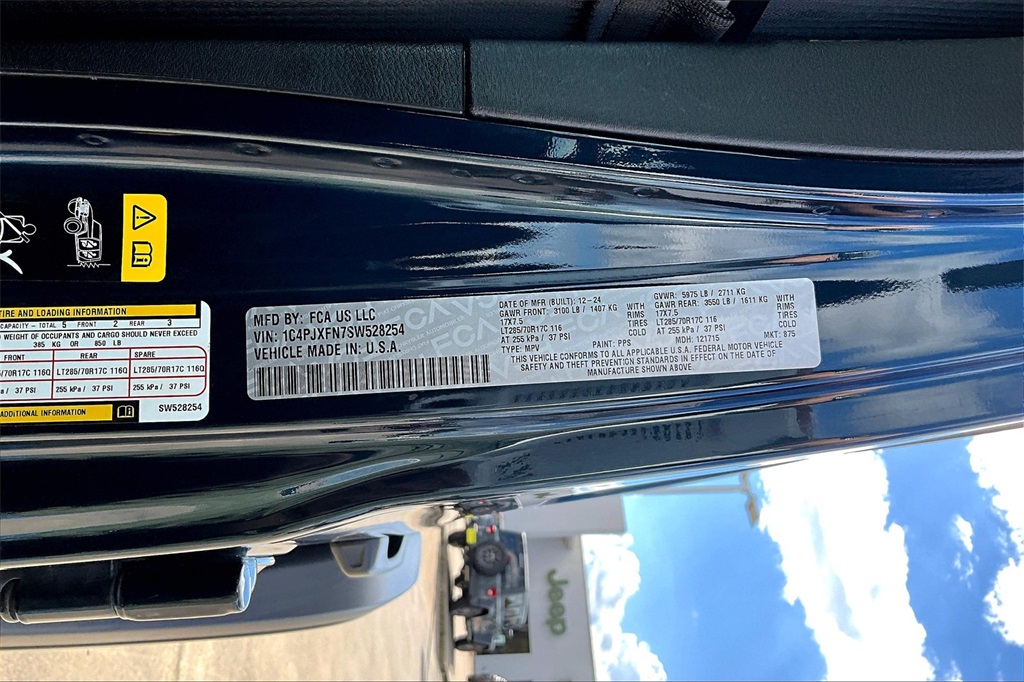 TIRE AND LOADING INFORMATION
CAPACITY - TOTAL 5 FRONT 2 REAR 3
WEIGHT OF OCCUPANTS AND CARGO SHOULD NEVER EXCEED
385 KG OR 850 LB
FRONT REAR SPARE
/70R17C 116Q LT285/70R17C 116Q LT285/70R17C 116Q
/ 37 PSI 255 kPa / 37 PSI 255 kPa / 37 PSI
ADDITIONAL INFORMATION
SW528254
MFD BY: FCA US LLC
VIN: 1C4PJXFN7SW528254
VEHICLE MADE IN: U.S.A.
DATE OF MFR (BUILT): 12-24
GAWR FRONT: 3100 LB / 1407 KG WITH
17X7.5 RIMS
LT285/70R17C 116 TIRES
AT 255 kPa / 37 PSI COLD
TYPE: MPV
PAINT: PPS
GVWR: 5975 LB / 2711 KG
GAWR REAR: 3550 LB / 1611 KG WITH
17X7.5 RIMS
LT285/70R17C 116 TIRES
AT 255 kPa / 37 PSI COLD
MDH: 121715 MKT: 875
THIS VEHICLE CONFORMS TO ALL APPLICABLE U.S.A. FEDERAL MOTOR VEHICLE
SAFETY AND THEFT PREVENTION STANDARDS IN EFFECT ON THE DATE OF
MANUFACTURE SHOWN ABOVE.
Jeep